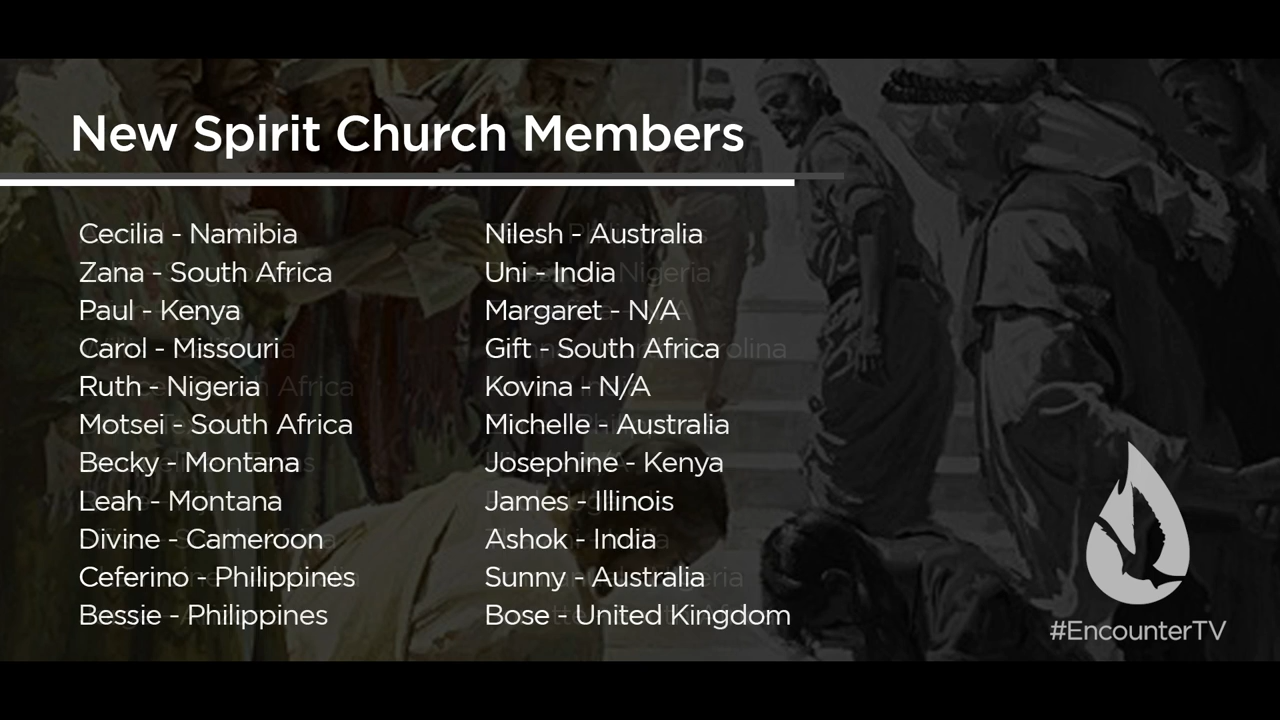 New Spirit Church Members
Cecilia - Namibia
Zana - South Africa
Paul - Kenya
Carol - Missouri
Ruth - Nigeria
Motsei - South Africa
Becky - Montana
Leah - Montana
Divine - Cameroon
Ceferino - Philippines
Bessie - Philippines
Nilesh - Australia
Uni - India
Margaret - N/A
Gift - South Africa
Kovina - N/A
Michelle - Australia
Josephine - Kenya
James - Illinois
Ashok - India
Sunny - Australia
Bose - United Kingdom
#EncounterTV